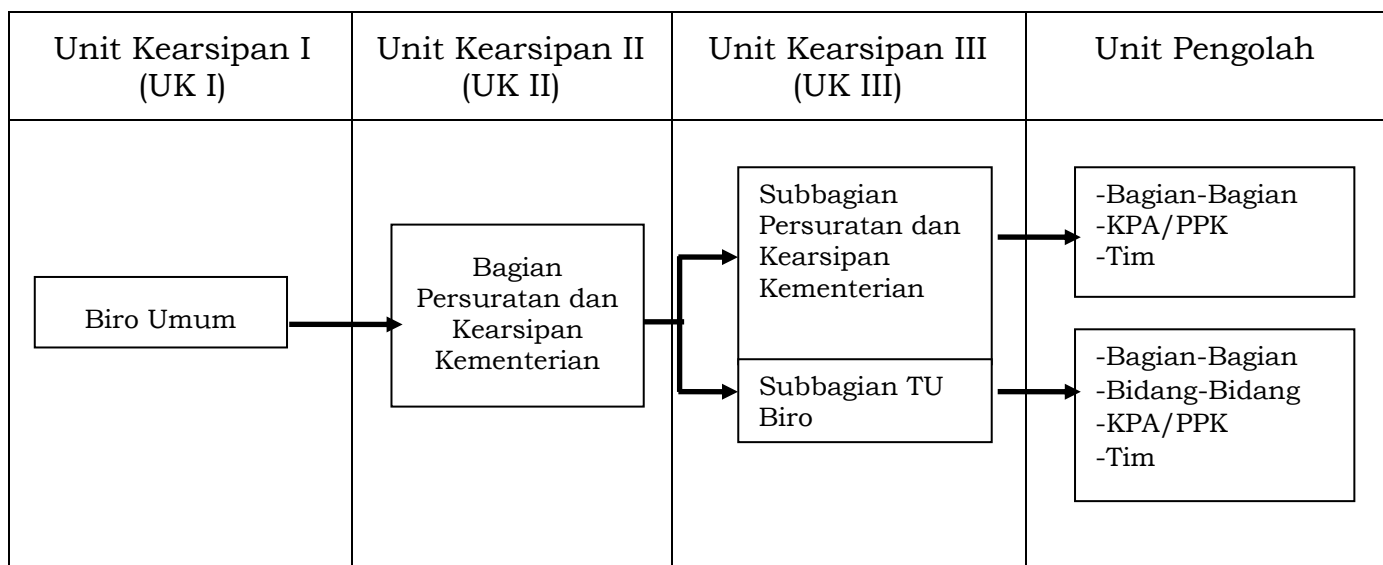 Unit Kearsipan I
(UK I)
Unit Kearsipan II
(UK II)
Unit Kearsipan III
(UK III)
Unit Pengolah
Biro Umum
Bagian
Persuratan dan
Kearsipan
Kementerian
Subbagian
Persuratan dan
Kearsipan
Kementerian
Subbagian TU
Biro
-Bagian-Bagian
-KPA/PPK
-Tim
-Bagian-Bagian
-Bidang-Bidang
-KPA/PPK
-Tim